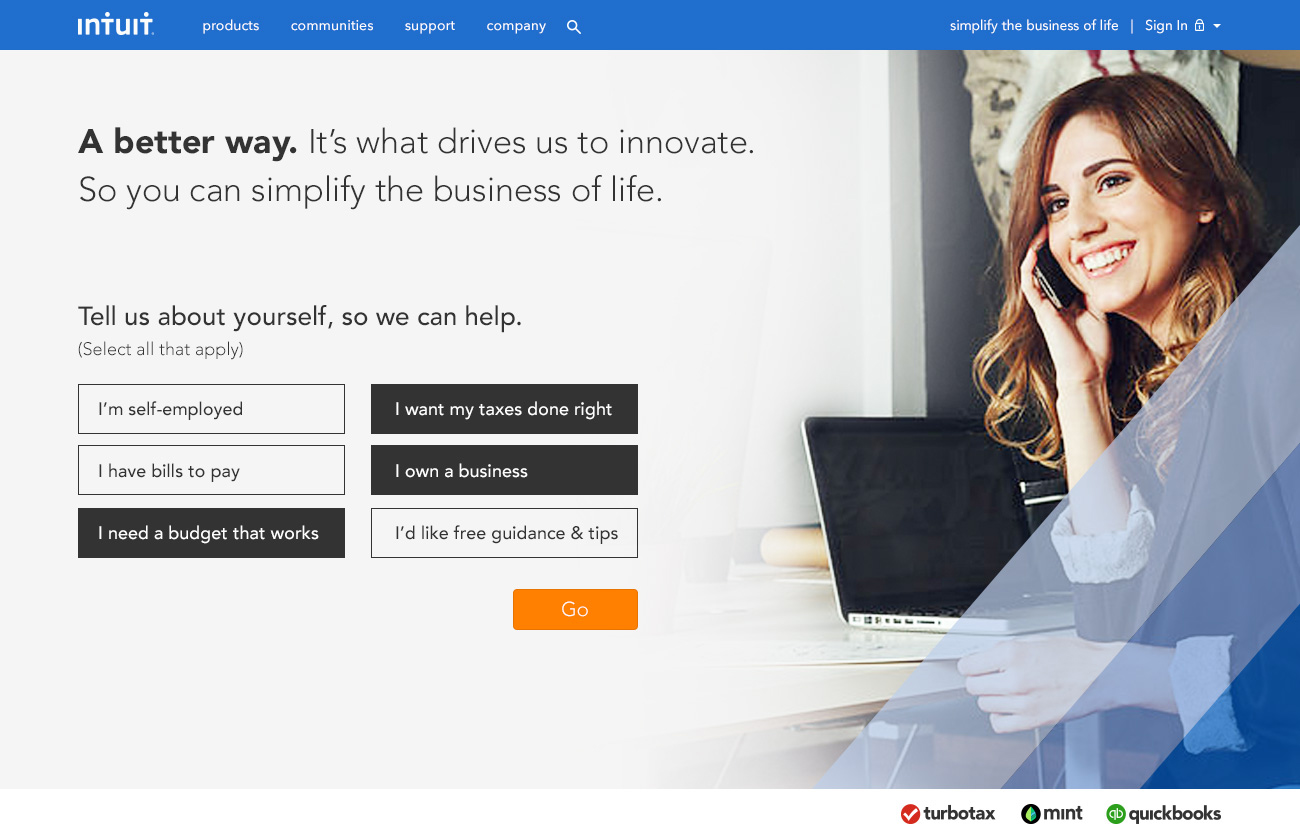 intuit.
products
communities
support
company
simplify the business of life | Sign In
A better way. It’s what drives us to innovate.
So you can simplify the business of life.
Tell us about yourself, so we can help.
(Select all that apply)
I’m self-employed
I want my taxes done right
I have bills to pay
I own a business
I need a budget that works
I’d like free guidance & tips
Go
turbotax
mint
qb quickbooks